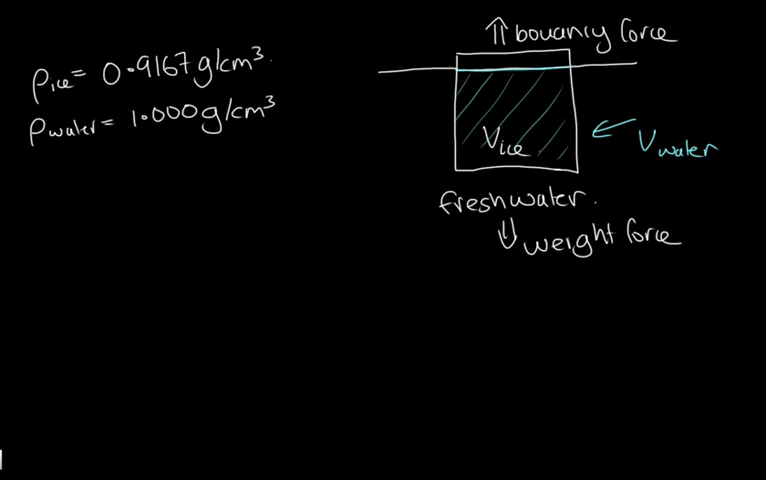 ρice = 0.9167 g/cm³
ρwater = 1.000 g/cm³
⇑ bouancy force
Vice
Vwater
freshwater.
⇓ weight force